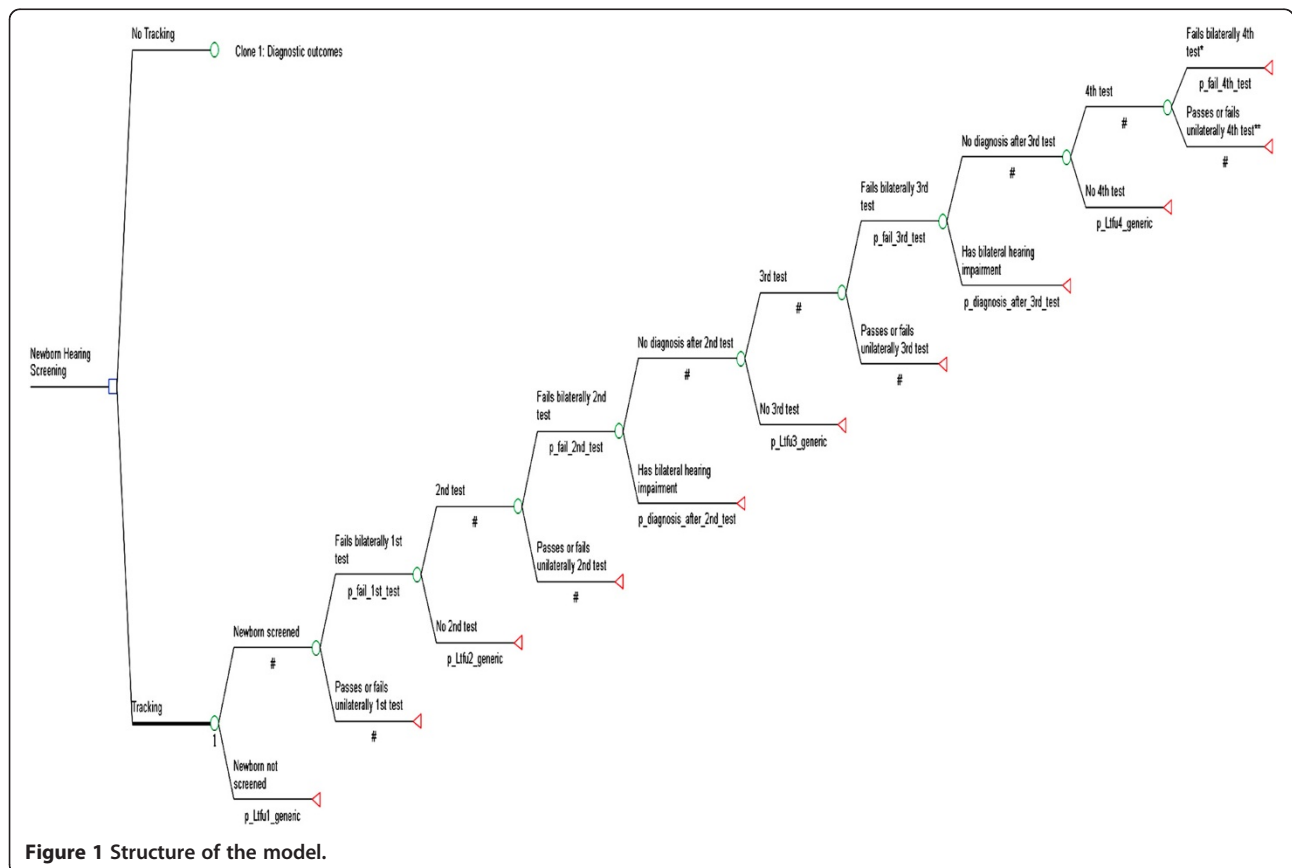 No Tracking
Clone 1: Diagnostic outcomes
Fails bilaterally 4th
test*
p_fail_4th_test
4th test
#
Passes or fails
unilaterally 4th test**
#
No diagnosis after 3rd test
#
No 4th test
p_Ltfu4_generic
Fails bilaterally 3rd
test
p_fail_3rd_test
Has bilateral hearing
impairment
p_diagnosis_after_3rd_test
3rd test
#
Passes or fails
unilaterally 3rd test
#
No diagnosis after 2nd test
#
No 3rd test
p_Ltfu3_generic
Newborn Hearing
Screening
Fails bilaterally 2nd
test
p_fail_2nd_test
Has bilateral hearing
impairment
p_diagnosis_after_2nd_test
2nd test
#
Passes or fails
unilaterally 2nd test
#
Fails bilaterally 1st
test
p_fail_1st_test
No 2nd test
p_Ltfu2_generic
Newborn screened
#
Passes or fails
unilaterally 1st test
#
Tracking
1
Newborn not
screened
p_Ltfu1_generic
Figure 1 Structure of the model.